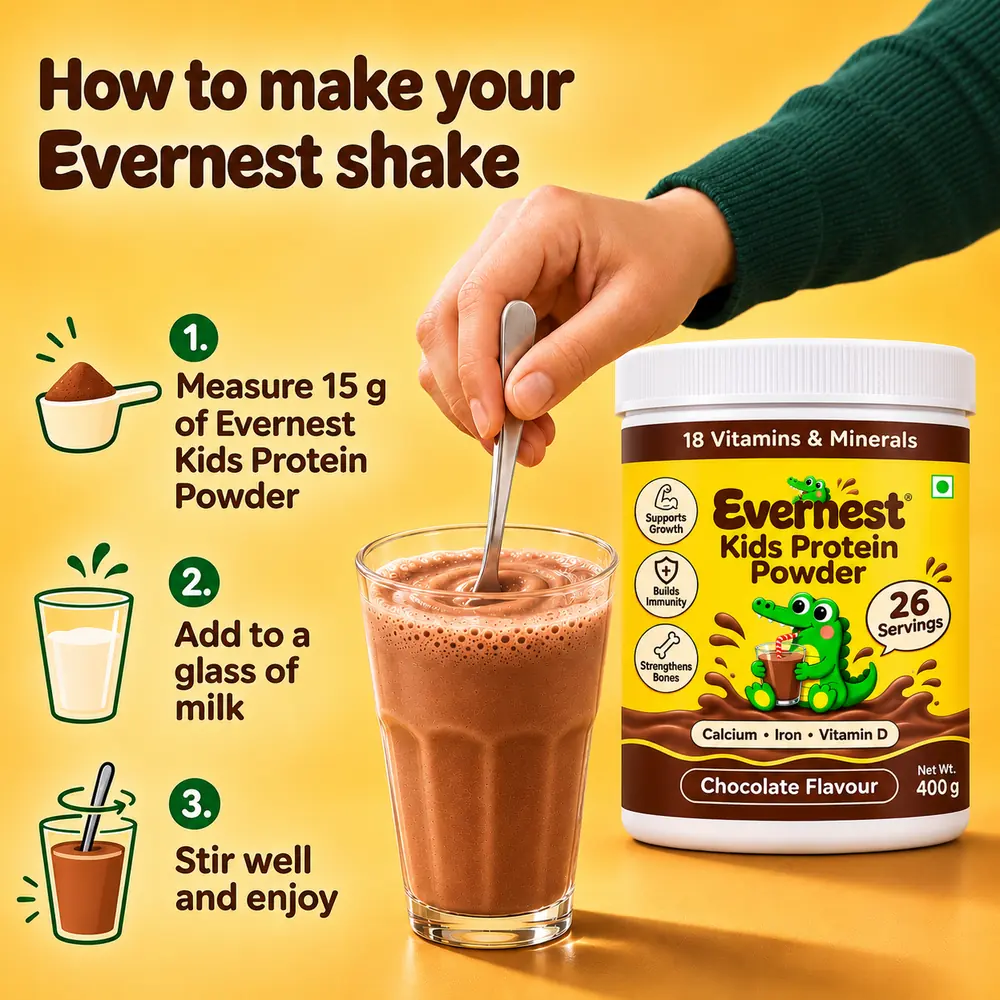 How to make your
Evernest shake
1.
Measure 15 g
of Evernest
Kids Protein
Powder
2.
Add to a
glass of
milk
3.
Stir well
and enjoy
18 Vitamins & Minerals
Supports
Growth
Builds
Immunity
Strengthens
Bones
Evernest®
Kids Protein
Powder
26
Servings
Calcium • Iron • Vitamin D
Chocolate Flavour
Net Wt.
400 g